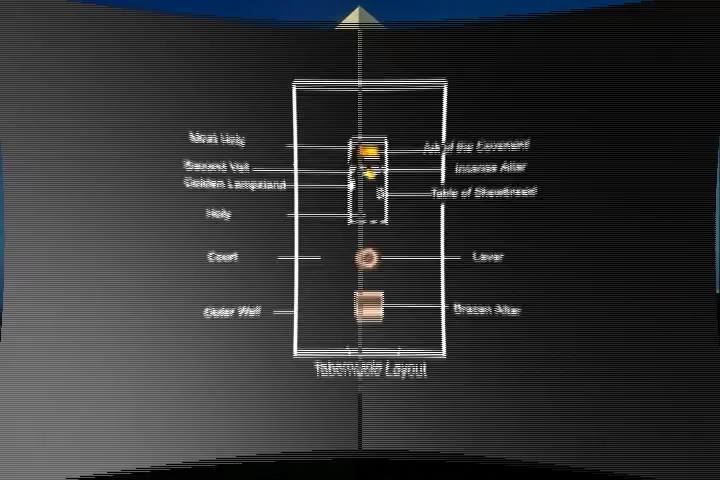 Most Holy
Ark of the Covenant
Second Veil
Incense Altar
Golden Lampstand
Table of Shewbread
Holy
Court
Laver
Outer Wall
Brazen Altar
Tabernacle Layout